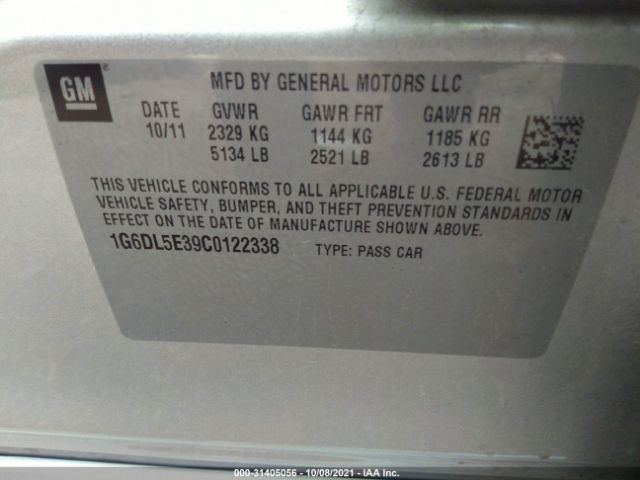 GM ®
MFD BY GENERAL MOTORS LLC
DATE GVWR GAWR FRT GAWR RR
10/11 2329 KG 1144 KG 1185 KG
5134 LB 2521 LB 2613 LB
THIS VEHICLE CONFORMS TO ALL APPLICABLE U.S. FEDERAL MOTOR
VEHICLE SAFETY, BUMPER, AND THEFT PREVENTION STANDARDS IN
EFFECT ON THE DATE OF MANUFACTURE SHOWN ABOVE.
1G6DL5E39C0122338 TYPE: PASS CAR
000-31405056 - 10/08/2021 - IAA Inc.